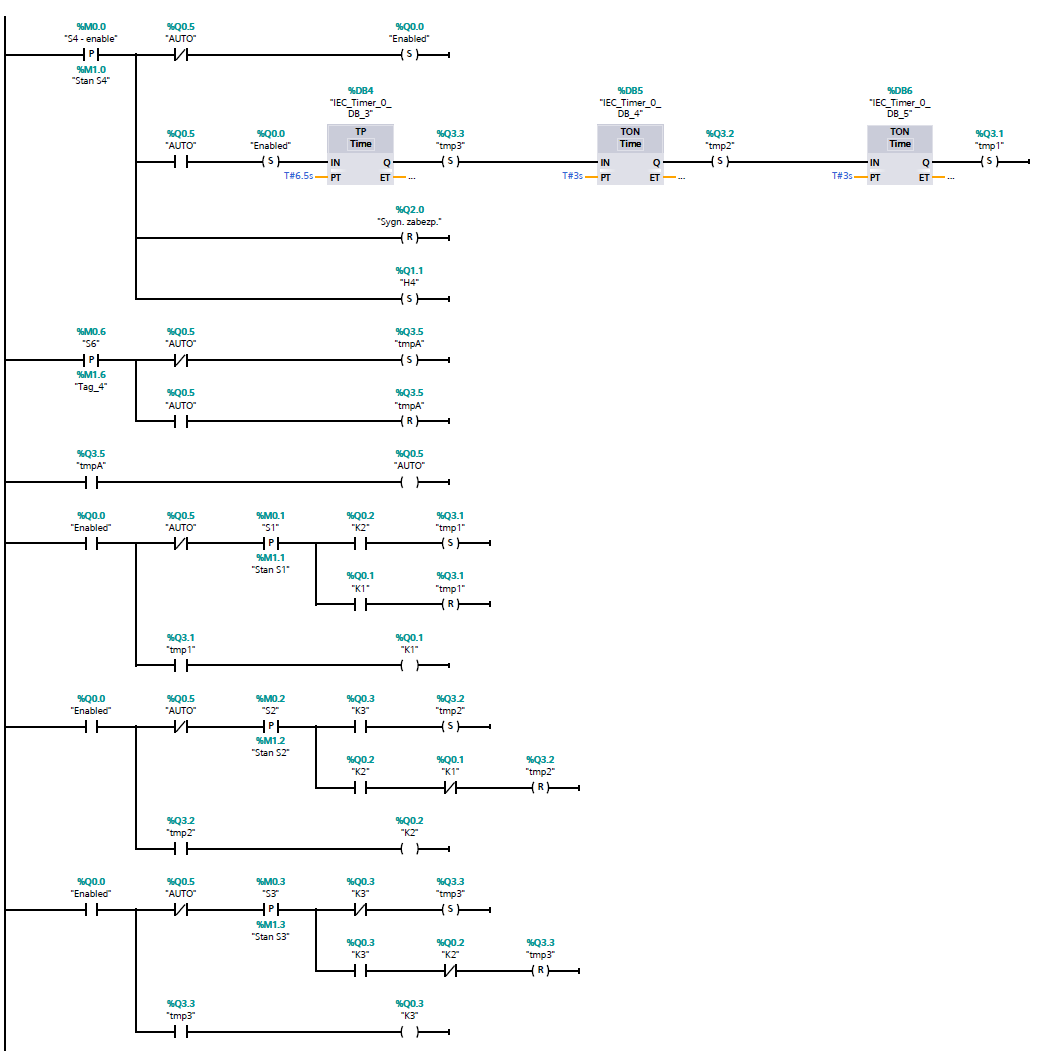 %M0.0 %Q0.5 %Q0.0
"S4 - enable" "AUTO" "Enabled"
P S
%M1.0
"Stan S4"
%DB4 %DB5 %DB6
"IEC_Timer_0_ "IEC_Timer_0_ "IEC_Timer_0_
DB_3" DB_4" DB_5"
%Q0.5 %Q0.0 TP %Q3.3 TON %Q3.2 TON %Q3.1
"AUTO" "Enabled" Time "tmp3" Time "tmp2" Time "tmp1"
S IN Q S IN Q S IN Q S
T#6.5s PT ET ... T#3s PT ET ... T#3s PT ET ...
%Q2.0
"Sygn. zabezp."
R
%Q1.1
"H4"
S
%M0.6 %Q0.5 %Q3.5
"S6" "AUTO" "tmpA"
P S
%M1.6
"Tag_4"
%Q0.5 %Q3.5
"AUTO" "tmpA"
R
%Q3.5 %Q0.5
"tmpA" "AUTO"
%Q0.0 %Q0.5 %M0.1 %Q0.2 %Q3.1
"Enabled" "AUTO" "S1" "K2" "tmp1"
P S
%M1.1
"Stan S1"
%Q0.1 %Q3.1
"K1" "tmp1"
R
%Q3.1 %Q0.1
"tmp1" "K1"
%Q0.0 %Q0.5 %M0.2 %Q0.3 %Q3.2
"Enabled" "AUTO" "S2" "K3" "tmp2"
P S
%M1.2
"Stan S2"
%Q0.2 %Q0.1 %Q3.2
"K2" "K1" "tmp2"
R
%Q3.2 %Q0.2
"tmp2" "K2"
%Q0.0 %Q0.5 %M0.3 %Q0.3 %Q3.3
"Enabled" "AUTO" "S3" "K3" "tmp3"
P S
%M1.3
"Stan S3"
%Q0.3 %Q0.2 %Q3.3
"K3" "K2" "tmp3"
R
%Q3.3 %Q0.3
"tmp3" "K3"